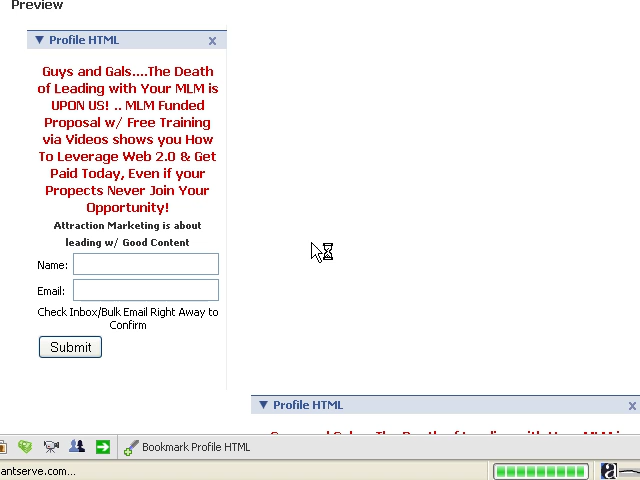 Preview
Profile HTML
x
Guys and Gals....The Death
of Leading with Your MLM is
UPON US! .. MLM Funded
Proposal w/ Free Training
via Videos shows you How
To Leverage Web 2.0 & Get
Paid Today, Even if your
Propects Never Join Your
Opportunity!
Attraction Marketing is about
leading w/ Good Content
Name:
Email:
Check Inbox/Bulk Email Right Away to
Confirm
Submit
Profile HTML
x
Bookmark Profile HTML
antserve.com...
a